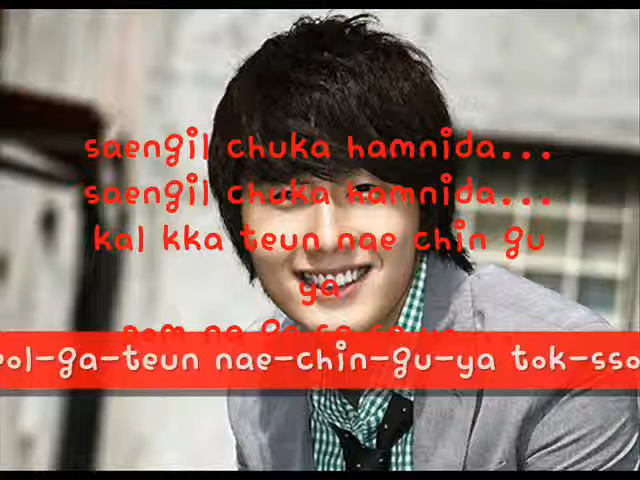 saengil chuka hamnida...
saengil chuka hamnida...
kal kka teun nae chin gu
ya
eol-ga-teun nae-chin-gu-ya tok-sso